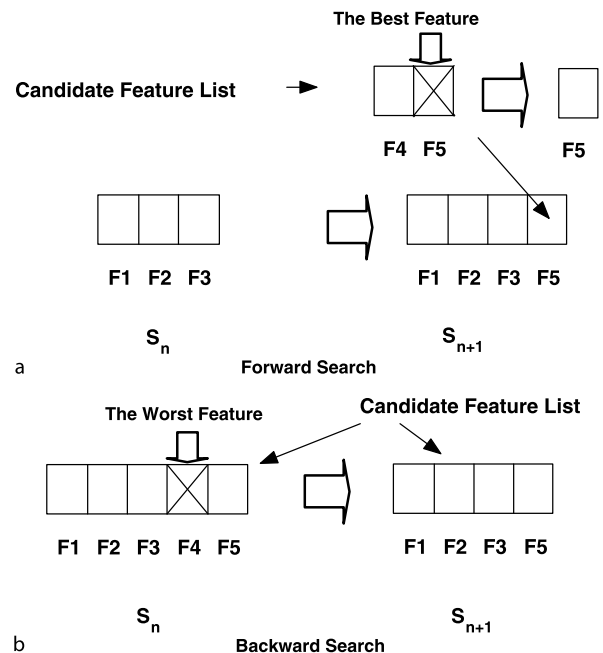 The Best Feature
Candidate Feature List
F4 F5
F5
F1 F2 F3
F1 F2 F3 F5
Sn
Sn+1
a
Forward Search
The Worst Feature
Candidate Feature List
F1 F2 F3 F4 F5
F1 F2 F3 F5
Sn
Sn+1
b
Backward Search